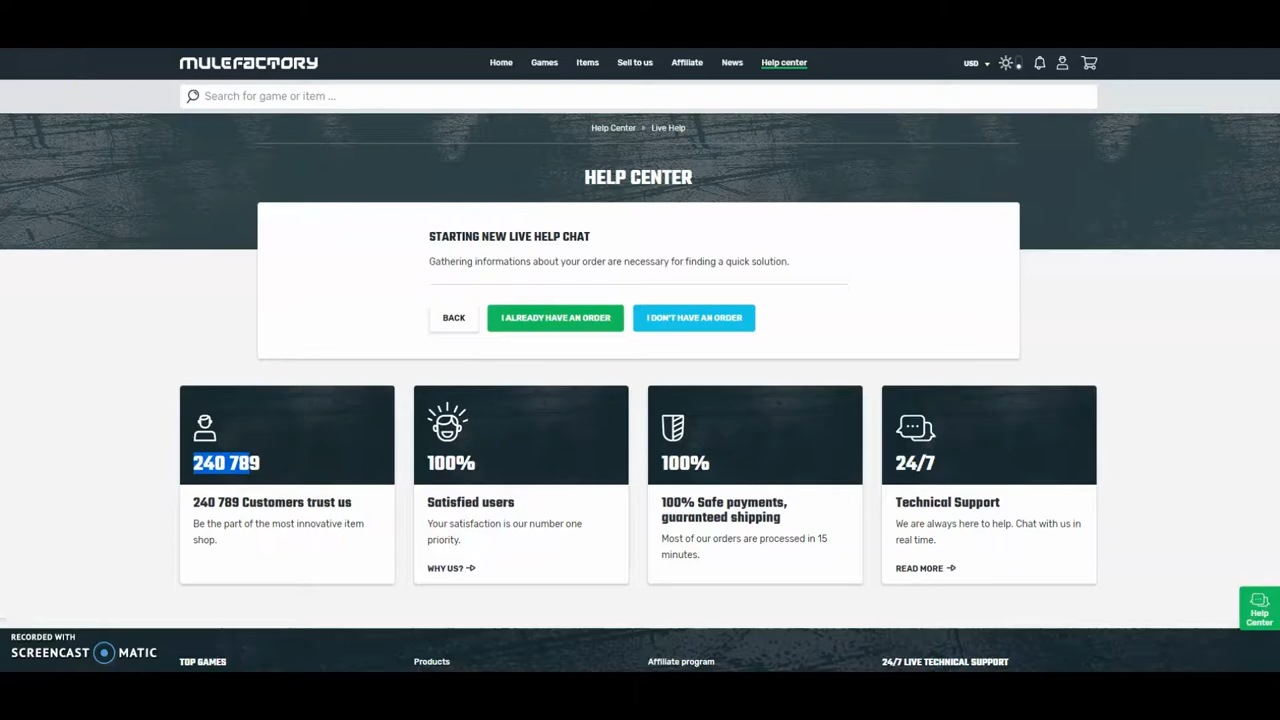 MULEFACTORY
Home Games Items Sell to us Affiliate News Help center
USD
Search for game or item ...
Help Center » Live Help
HELP CENTER
STARTING NEW LIVE HELP CHAT
Gathering informations about your order are necessary for finding a quick solution.
BACK
I ALREADY HAVE AN ORDER
I DON'T HAVE AN ORDER
240 789
240 789 Customers trust us
Be the part of the most innovative item
shop.
100%
Satisfied users
Your satisfaction is our number one
priority.
WHY US?
100%
100% Safe payments,
guaranteed shipping
Most of our orders are processed in 15
minutes.
24/7
Technical Support
We are always here to help. Chat with us in
real time.
READ MORE
Help
Center
RECORDED WITH
SCREENCAST MATIC
TOP GAMES
Products
Affiliate program
24/7 LIVE TECHNICAL SUPPORT